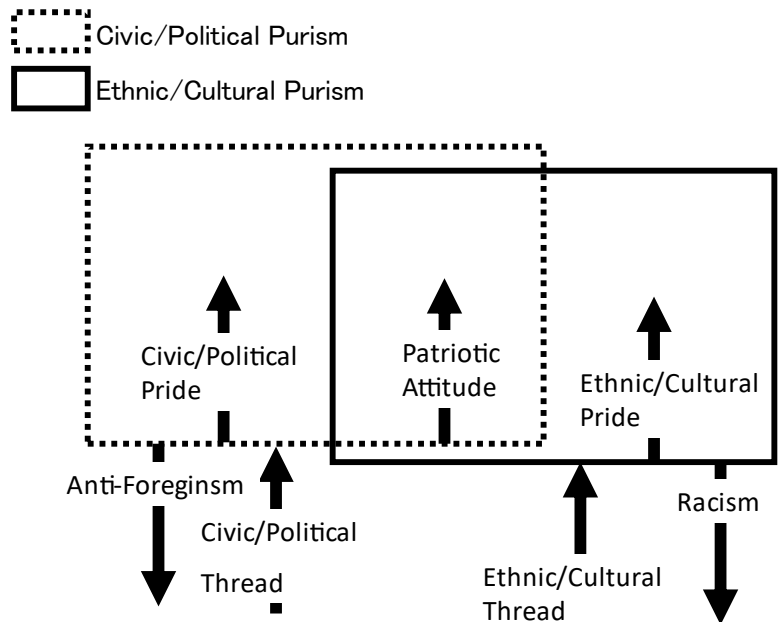 Civic/Political Purism
Ethnic/Cultural Purism
Civic/Political
Pride
Patriotic
Attitude
Ethnic/Cultural
Pride
Anti-Foreginsm
Civic/Political
Thread
Ethnic/Cultural
Thread
Racism